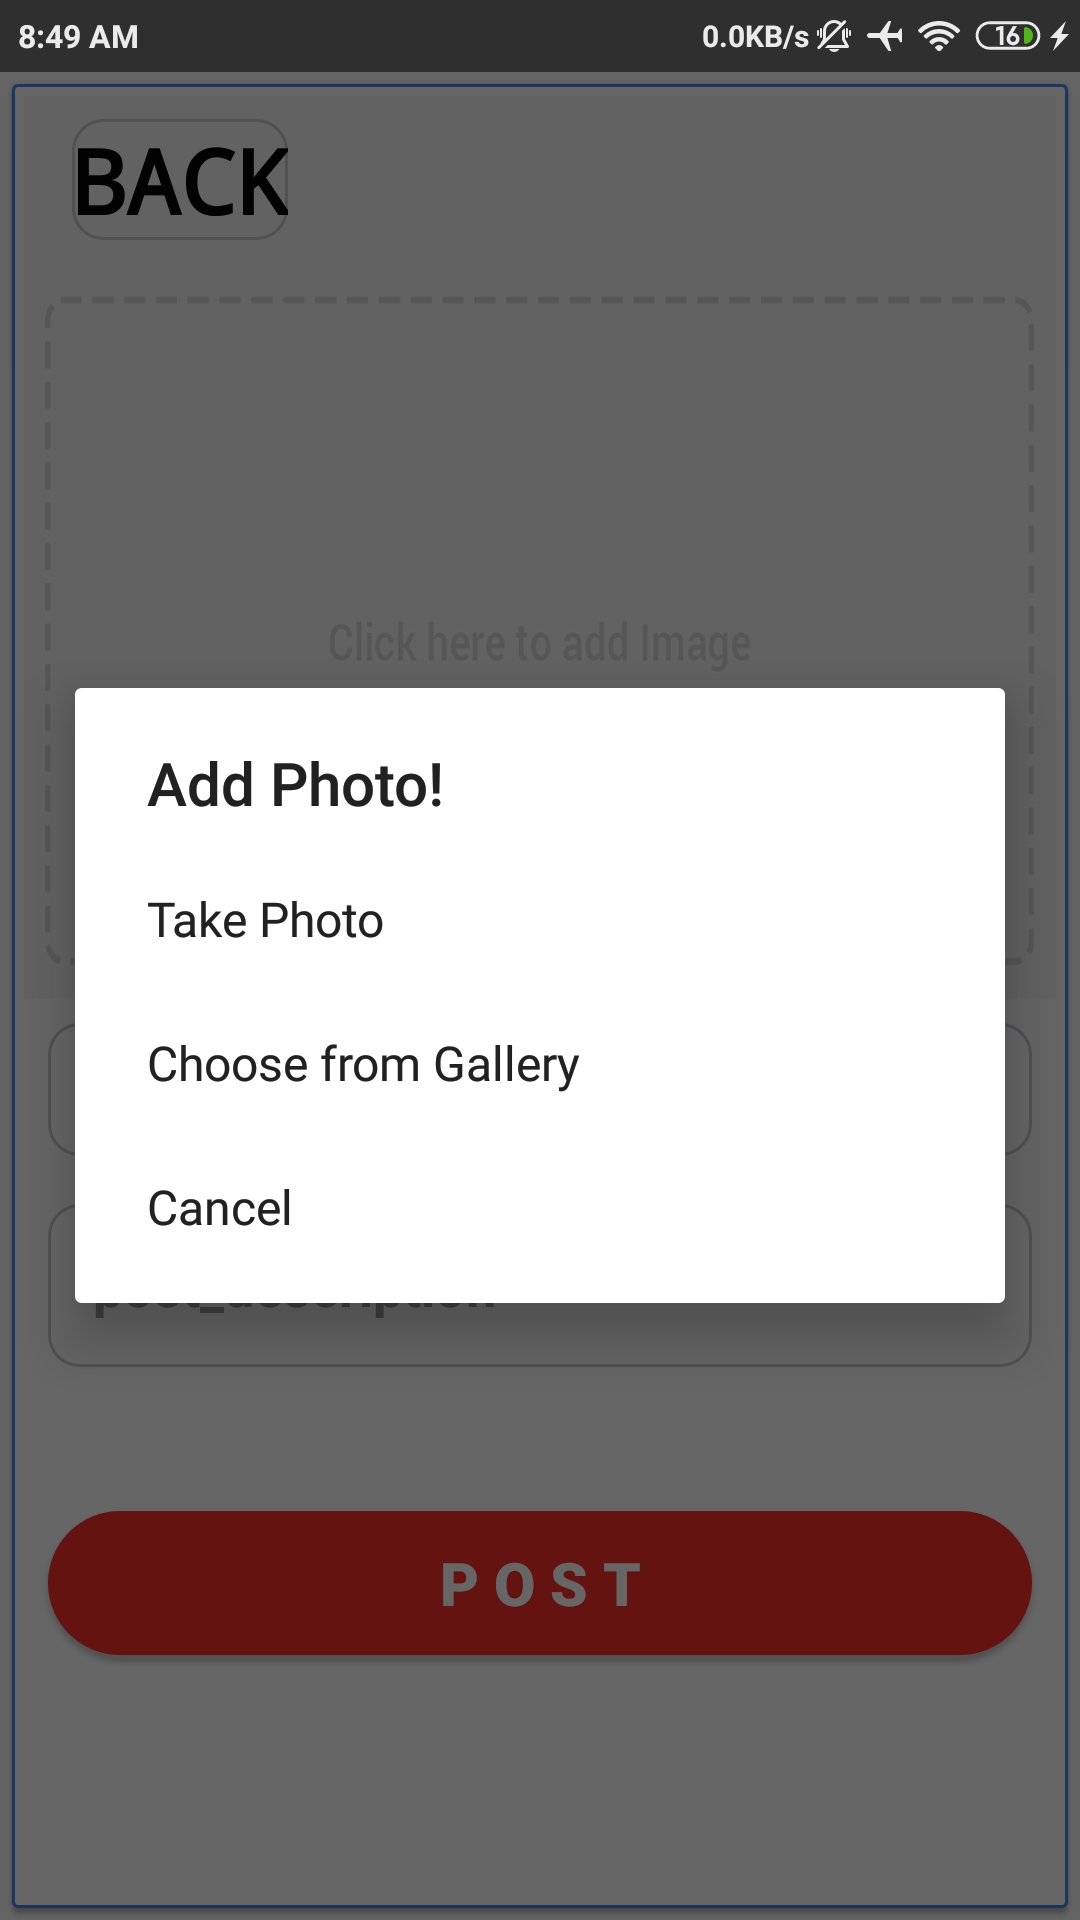 8:49 AM 0.0KB/s 16
BACK
Click here to add Image
Add Photo!
Take Photo
Choose from Gallery
Cancel
post_description
POST